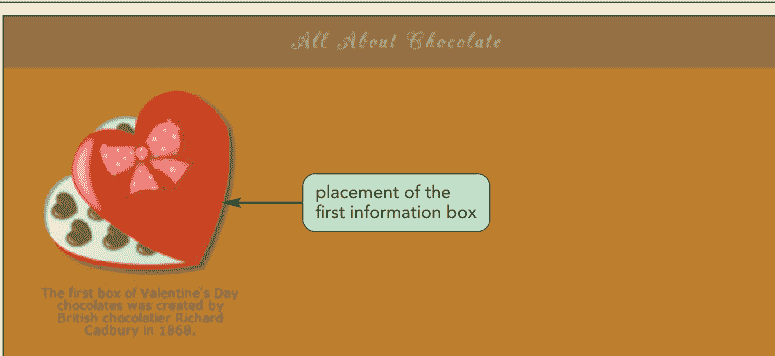 All About Chocolate
placement of the
first information box
The first box of Valentine's Day
chocolates was created by
British chocolatier Richard
Cadbury in 1868.